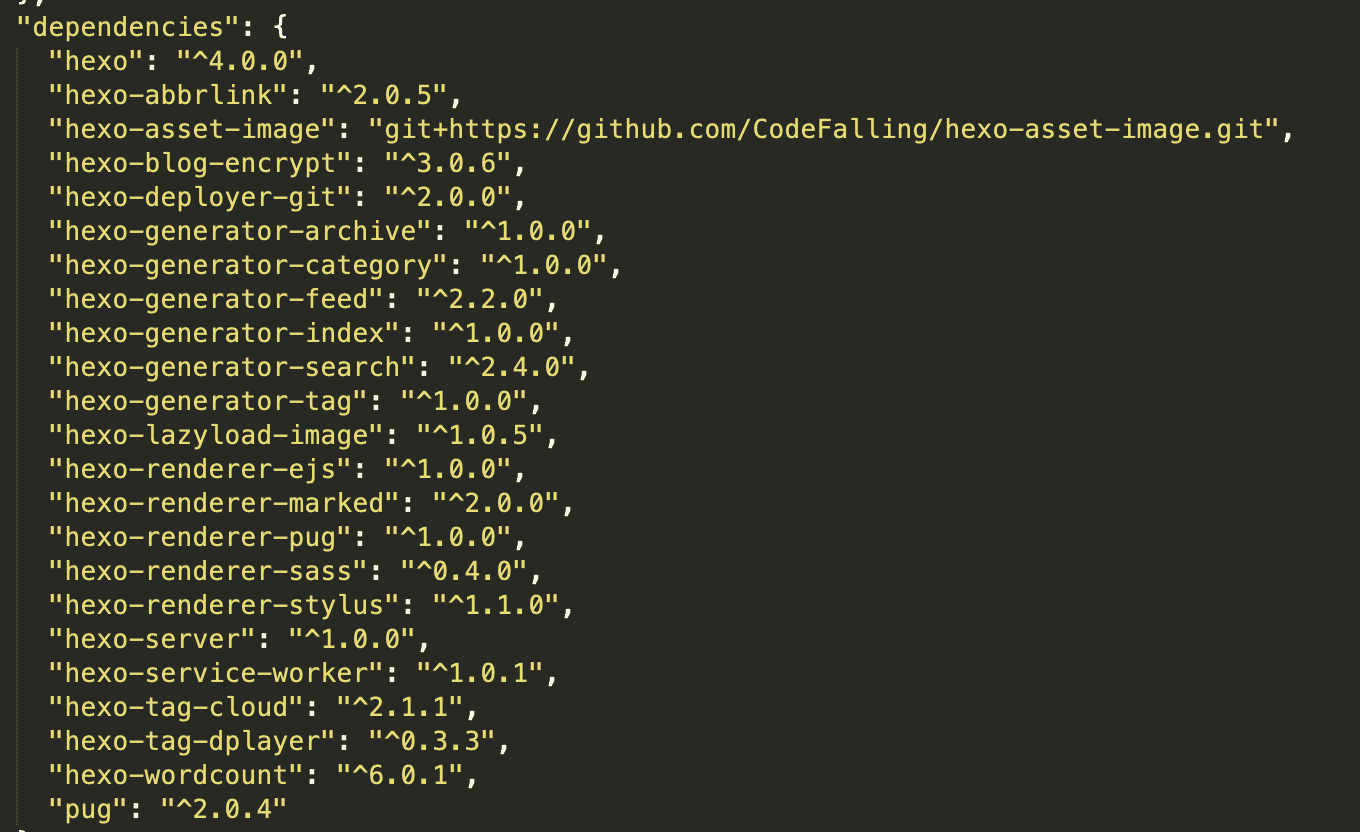 "dependencies": {
"hexo": "^4.0.0",
"hexo-abbrlink": "^2.0.5",
"hexo-asset-image": "git+https://github.com/CodeFalling/hexo-asset-image.git",
"hexo-blog-encrypt": "^3.0.6",
"hexo-deployer-git": "^2.0.0",
"hexo-generator-archive": "^1.0.0",
"hexo-generator-category": "^1.0.0",
"hexo-generator-feed": "^2.2.0",
"hexo-generator-index": "^1.0.0",
"hexo-generator-search": "^2.4.0",
"hexo-generator-tag": "^1.0.0",
"hexo-lazyload-image": "^1.0.5",
"hexo-renderer-ejs": "^1.0.0",
"hexo-renderer-marked": "^2.0.0",
"hexo-renderer-pug": "^1.0.0",
"hexo-renderer-sass": "^0.4.0",
"hexo-renderer-stylus": "^1.1.0",
"hexo-server": "^1.0.0",
"hexo-service-worker": "^1.0.1",
"hexo-tag-cloud": "^2.1.1",
"hexo-tag-dplayer": "^0.3.3",
"hexo-wordcount": "^6.0.1",
"pug": "^2.0.4"